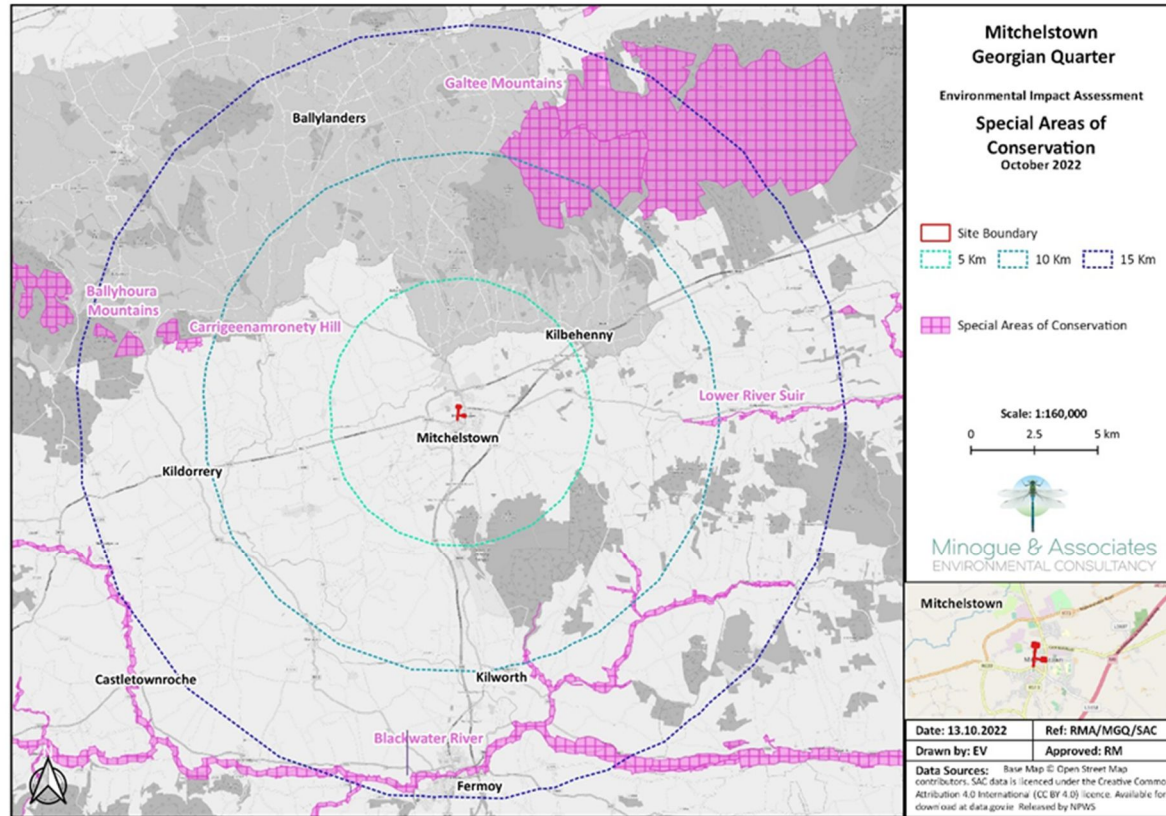 Galtee Mountains
Ballylanders
Ballyhoura
Mountains
Carrigeenamronety Hill
Kilbehenny
Lower River Suir
Mitchelstown
Kildorrery
Castletownroche
Kilworth
Blackwater River
Fermoy
Mitchelstown
Georgian Quarter
Environmental Impact Assessment
Special Areas of
Conservation
October 2022
Site Boundary
5 Km 10 Km 15 Km
Special Areas of Conservation
Scale: 1:160,000
0 2.5 5 km
Minogue & Associates
ENVIRONMENTAL CONSULTANCY
Mitchelstown
Date: 13.10.2022 Ref: RMA/MGQ/SAC
Drawn by: EV Approved: RM
Data Sources: Base Map © Open Street Map
contributors. SAC data is licenced under the Creative Commo
Attribution 4.0 International (CC BY 4.0) licence. Available for
download at data.gov.ie Released by NPWS